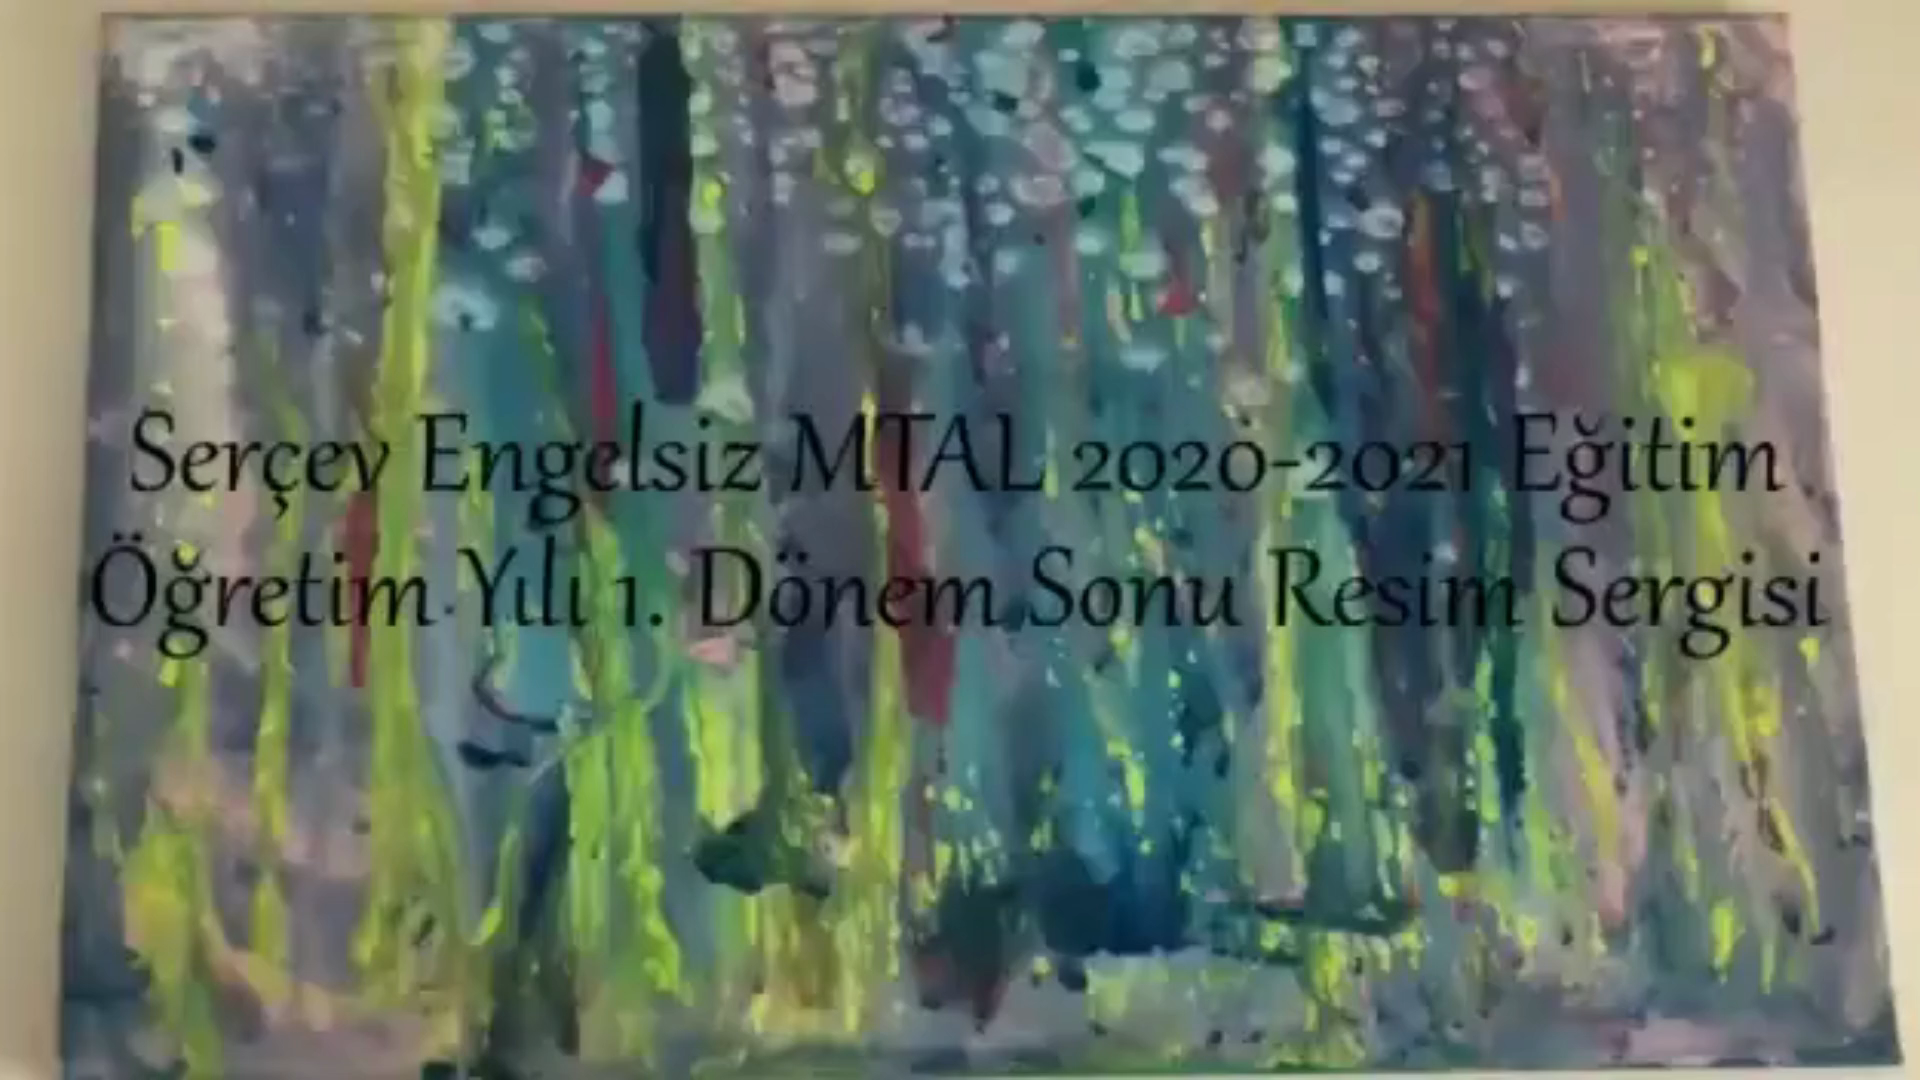 Serçev Engelsiz MTAL 2020-2021 Eğitim
Öğretim Yılı 1. Dönem Sonu Resim Sergisi